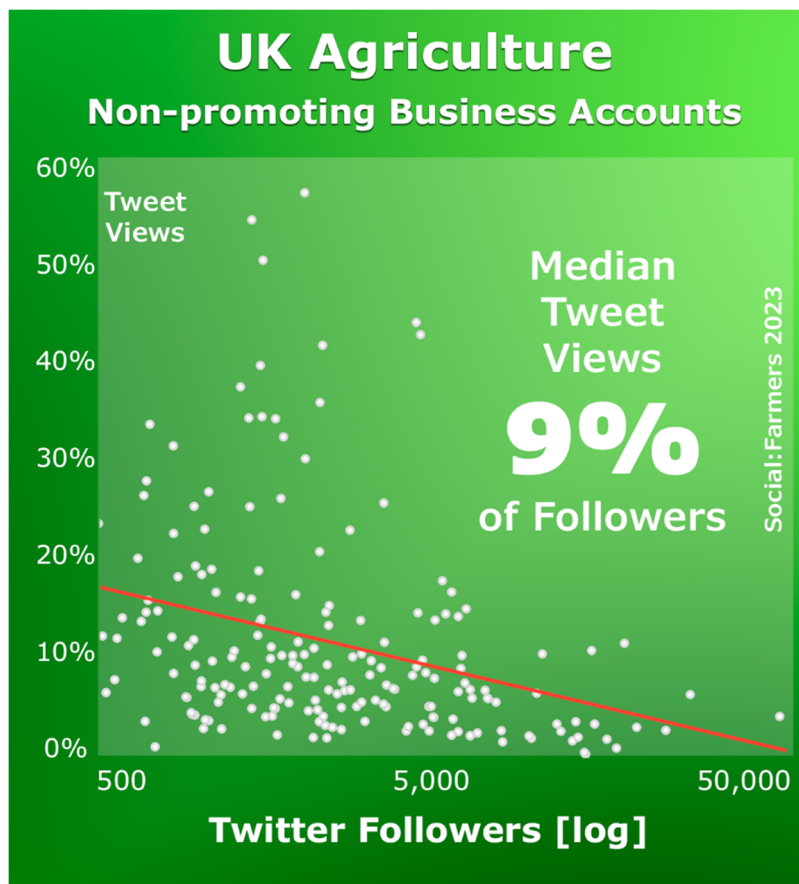 UK Agriculture
Non-promoting Business Accounts
60%
Tweet
Views
50%
Median
Tweet
Views
40%
9%
30%
of Followers
Social:Farmers 2023
20%
10%
0%
500
5,000
50,000
Twitter Followers [log]